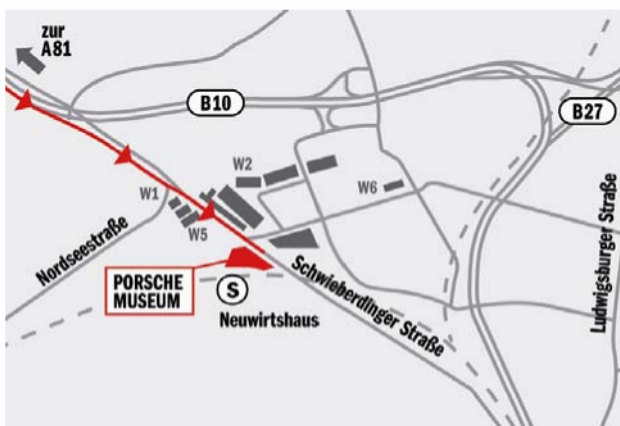 zur
A81
B10
B27
W2
W1
W6
W5
Nordseestraße
PORSCHE
MUSEUM
S
Neuwirtshaus
Schwieberdinger Straße
Ludwigsburger Straße